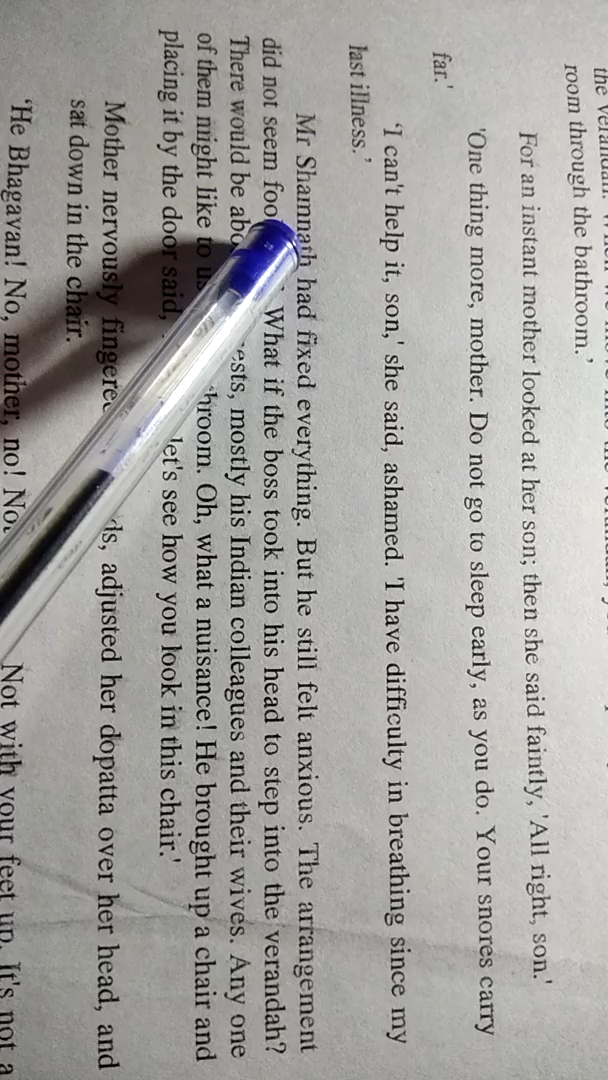 room through the bathroom.'
For an instant mother looked at her son; then she said faintly, 'All right, son.'
'One thing more, mother. Do not go to sleep early, as you do. Your snores carry
far.'
'I can't help it, son,' she said, ashamed. 'I have difficulty in breathing since my
last illness.'
Mr Shamnath had fixed everything. But he still felt anxious. The arrangement
did not seem What if the boss took into his head to step into the verandah?
There would be mostly his Indian colleagues and their wives. Any one
of them might like to Oh, what a nuisance! He brought up a chair and
placing it by the door said, let's see how you look in this chair.'
Mother nervously adjusted her dopatta over her head, and
sat down in the chair.
'He Bhagavan! No, mother, no! Not with your feet up. It's not a